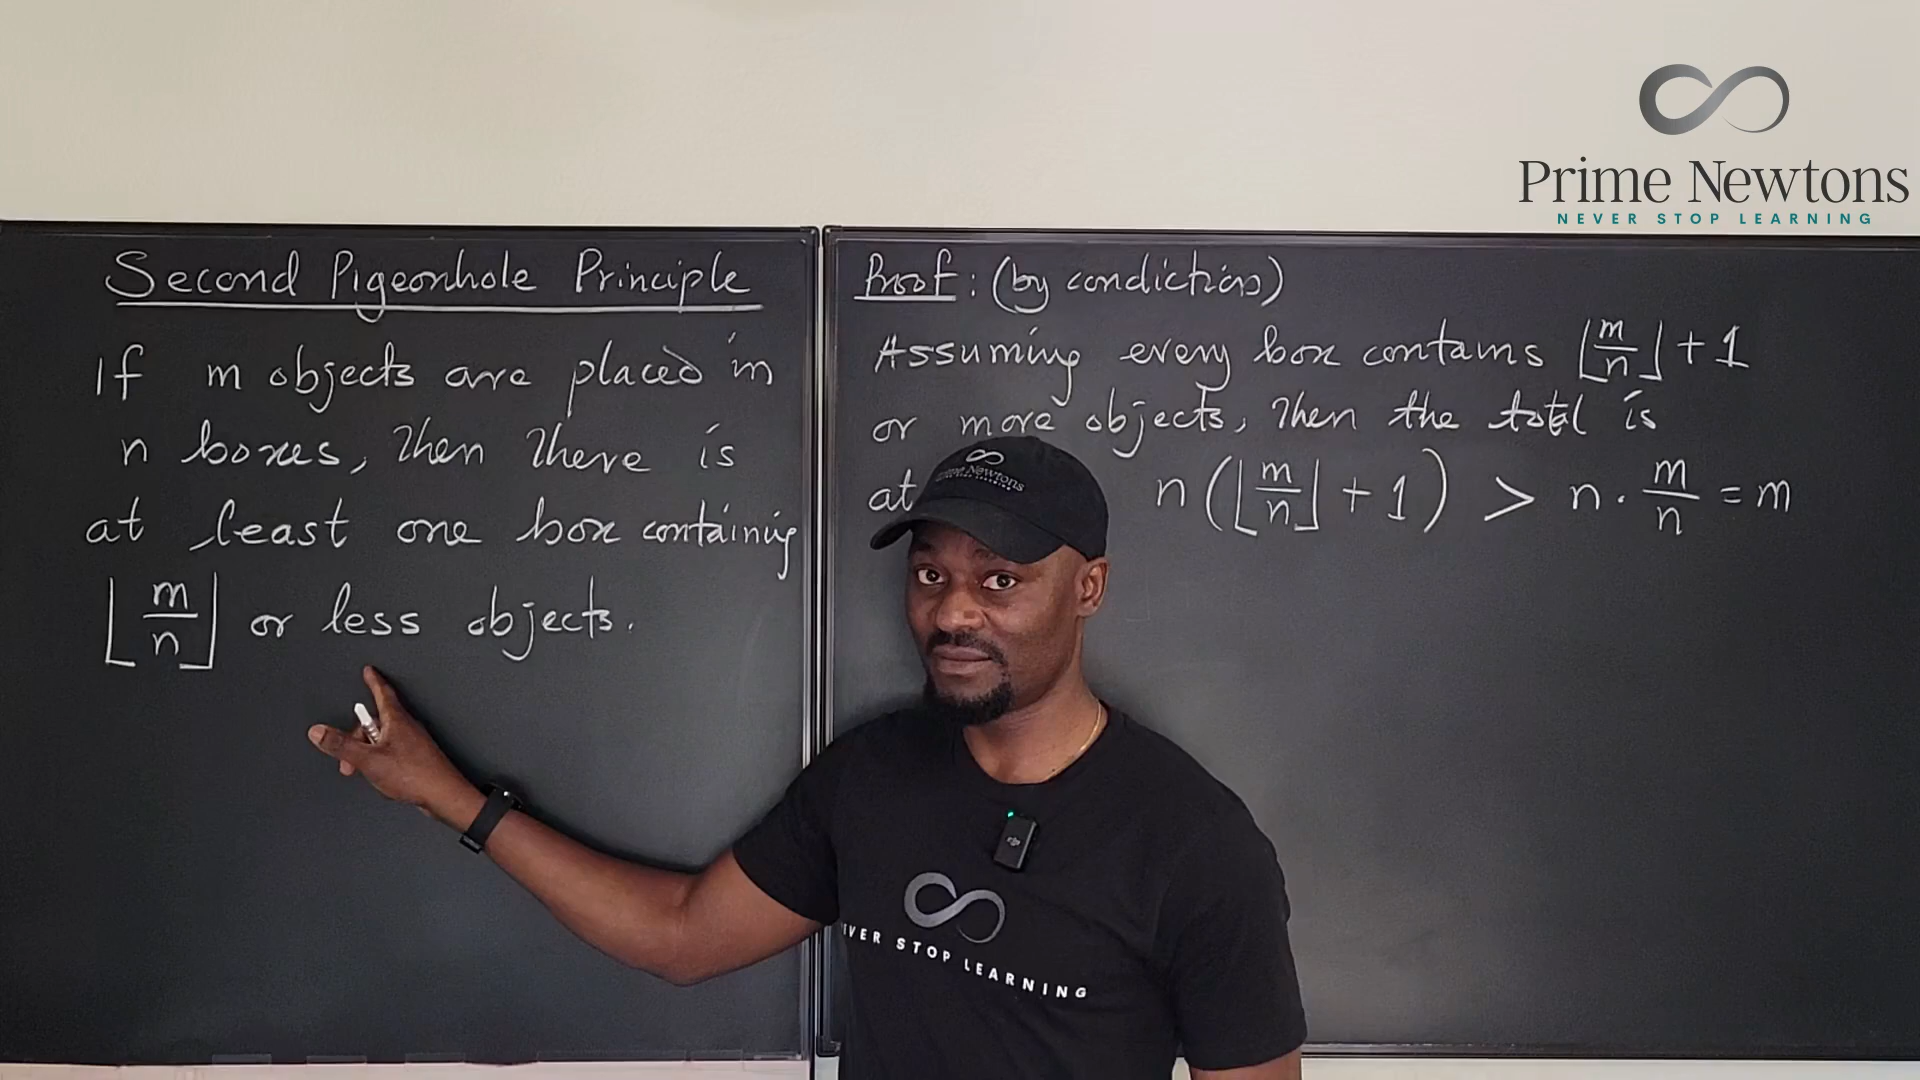 Prime Newtons
NEVER STOP LEARNING
Second Pigeonhole Principle
If m objects are placed in
n boxes, then there is
at least one box containing
⌊m/n⌋ or less objects.
Proof: (by condiction)
Assuming every box contains ⌊m/n⌋ + 1
or more objects, then the total is
at n(⌊m/n⌋ + 1) > n · m/n = m
Prime Newtons
STOP LEARNING